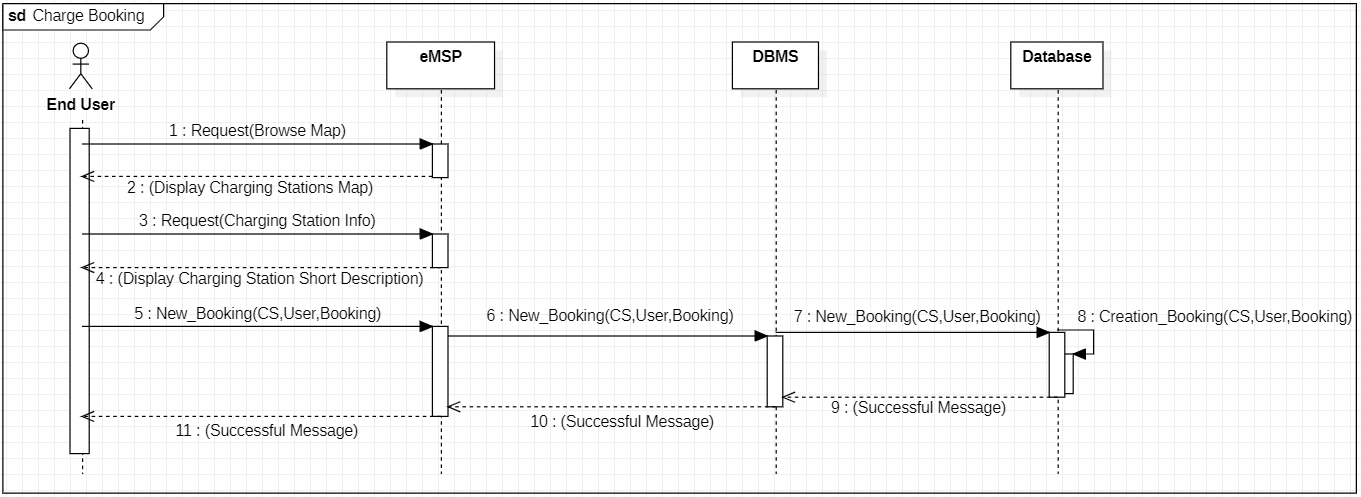 sd Charge Booking
eMSP
DBMS
Database
End User
1 : Request(Browse Map)
2 : (Display Charging Stations Map)
3 : Request(Charging Station Info)
4 : (Display Charging Station Short Description)
5 : New_Booking(CS,User,Booking)
6 : New_Booking(CS,User,Booking)
7 : New_Booking(CS,User,Booking)
8 : Creation_Booking(CS,User,Booking)
9 : (Successful Message)
10 : (Successful Message)
11 : (Successful Message)